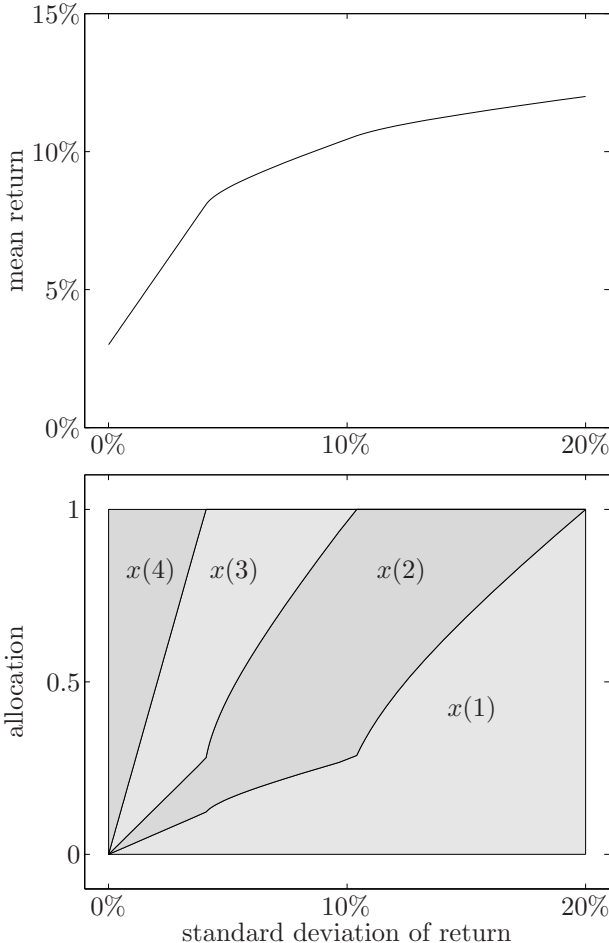 15%
10%
5%
0%
mean return
0%
10%
20%
1
0.5
0
allocation
x(4)
x(3)
x(2)
x(1)
0%
10%
20%
standard deviation of return